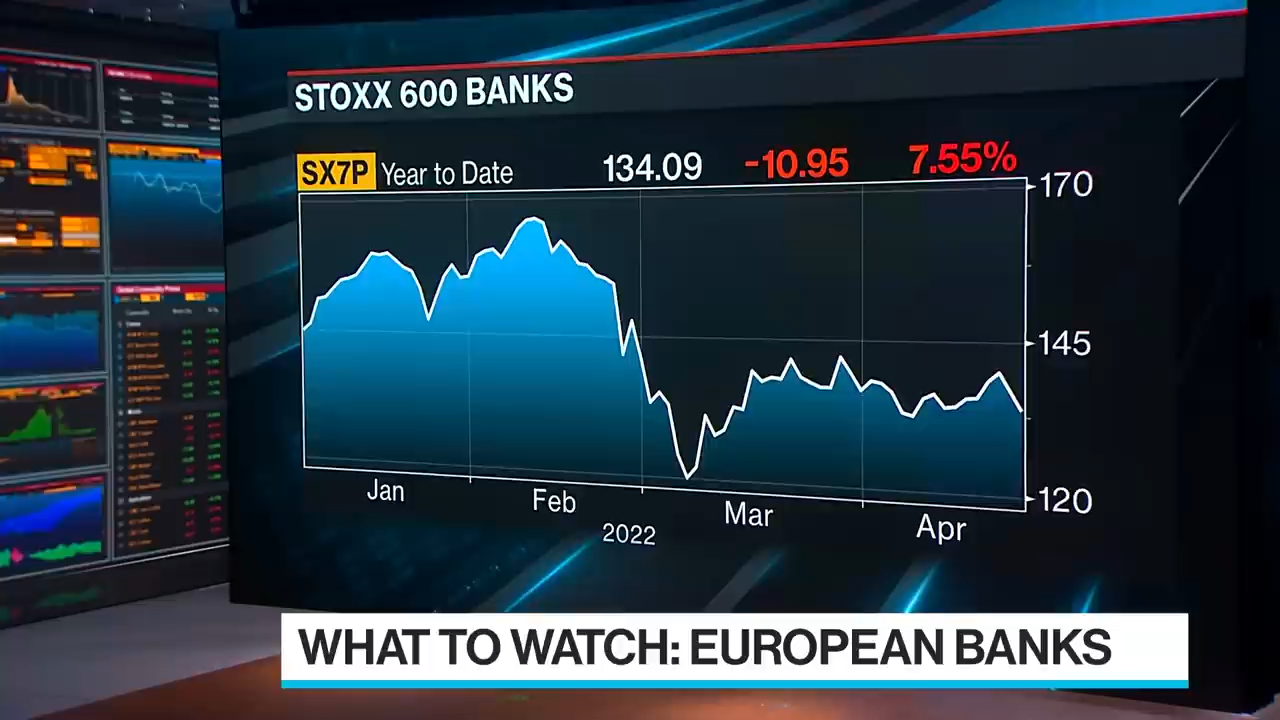 STOXX 600 BANKS
SX7P Year to Date 134.09 -10.95 7.55%
170
145
120
Jan Feb Mar Apr
2022
WHAT TO WATCH: EUROPEAN BANKS